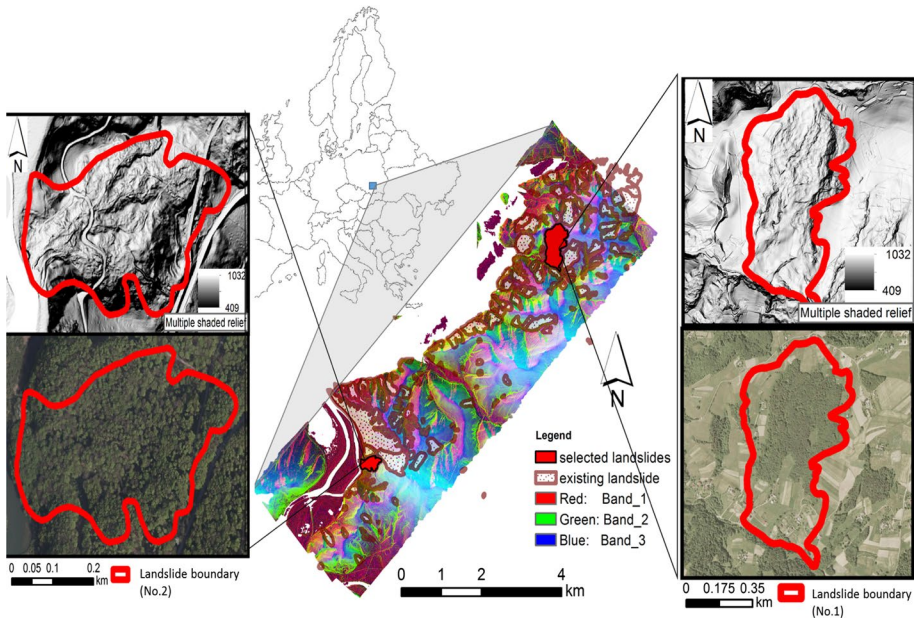 N
1032
409
Multiple shaded relief
0 0.05 0.1 0.2
km
Landslide boundary
(No.2)
N
Legend
selected landslides
existing landslide
Red: Band_1
Green: Band_2
Blue: Band_3
0 1 2 4
km
N
1032
409
Multiple shaded relief
0 0.175 0.35
km
Landslide boundary
(No.1)